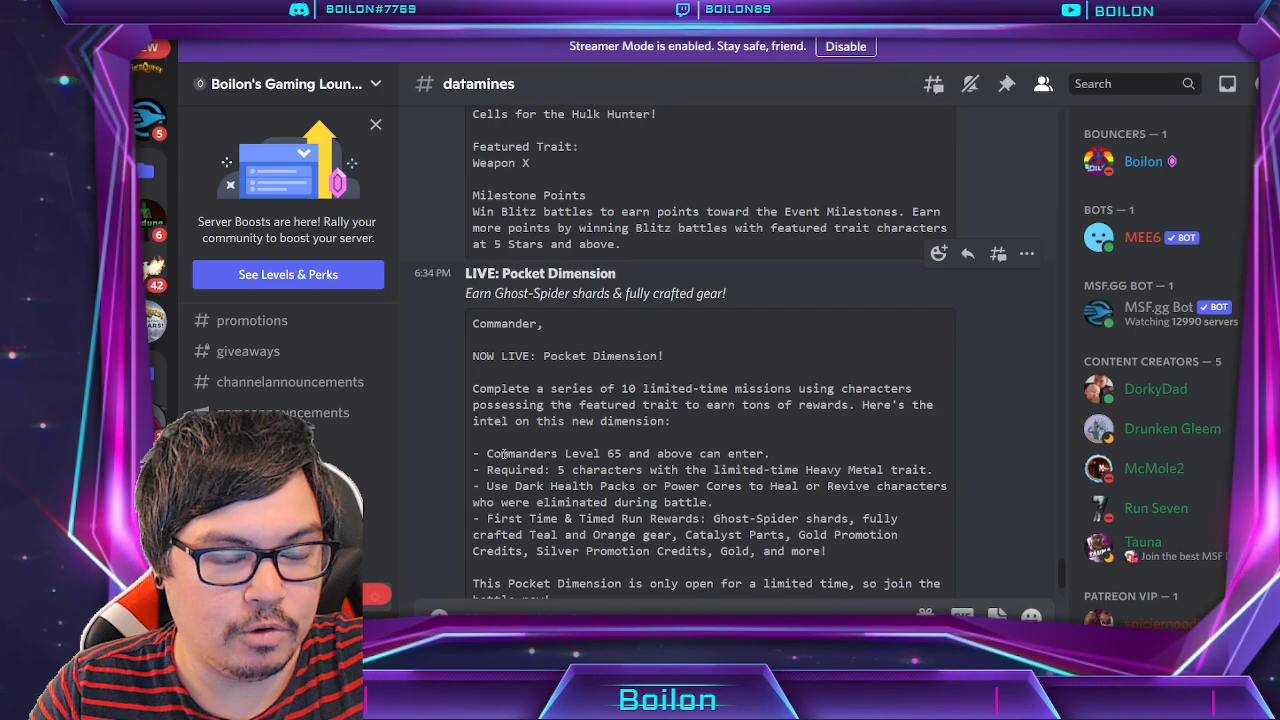 BOILON#7769
BOILON89
BOILON
Streamer Mode is enabled. Stay safe, friend.
Disable
Boilon's Gaming Loun...
# datamines
Search
5
6
42
Server Boosts are here! Rally your
community to boost your server.
See Levels & Perks
# promotions
giveaways
# channelannouncements
Cells for the Hulk Hunter!
Featured Trait:
Weapon X
Milestone Points
Win Blitz battles to earn points toward the Event Milestones. Earn
more points by winning Blitz battles with featured trait characters
at 5 Stars and above.
6:34 PM
LIVE: Pocket Dimension
Earn Ghost-Spider shards & fully crafted gear!
Commander,
NOW LIVE: Pocket Dimension!
Complete a series of 10 limited-time missions using characters
possessing the featured trait to earn tons of rewards. Here's the
intel on this new dimension:
- Commanders Level 65 and above can enter.
- Required: 5 characters with the limited-time Heavy Metal trait.
- Use Dark Health Packs or Power Cores to Heal or Revive characters
who were eliminated during battle.
- First Time & Timed Run Rewards: Ghost-Spider shards, fully
crafted Teal and Orange gear, Catalyst Parts, Gold Promotion
Credits, Silver Promotion Credits, Gold, and more!
This Pocket Dimension is only open for a limited time, so join the
GIF
BOUNCERS — 1
Boilon
BOTS — 1
MEE6 ✓ BOT
MSF.GG BOT — 1
MSF.gg Bot ✓ BOT
Watching 12990 servers
CONTENT CREATORS — 5
DorkyDad
Drunken Gleem
McMole2
Run Seven
Tauna
Join the best MSF
PATREON VIP — 1
Boilon